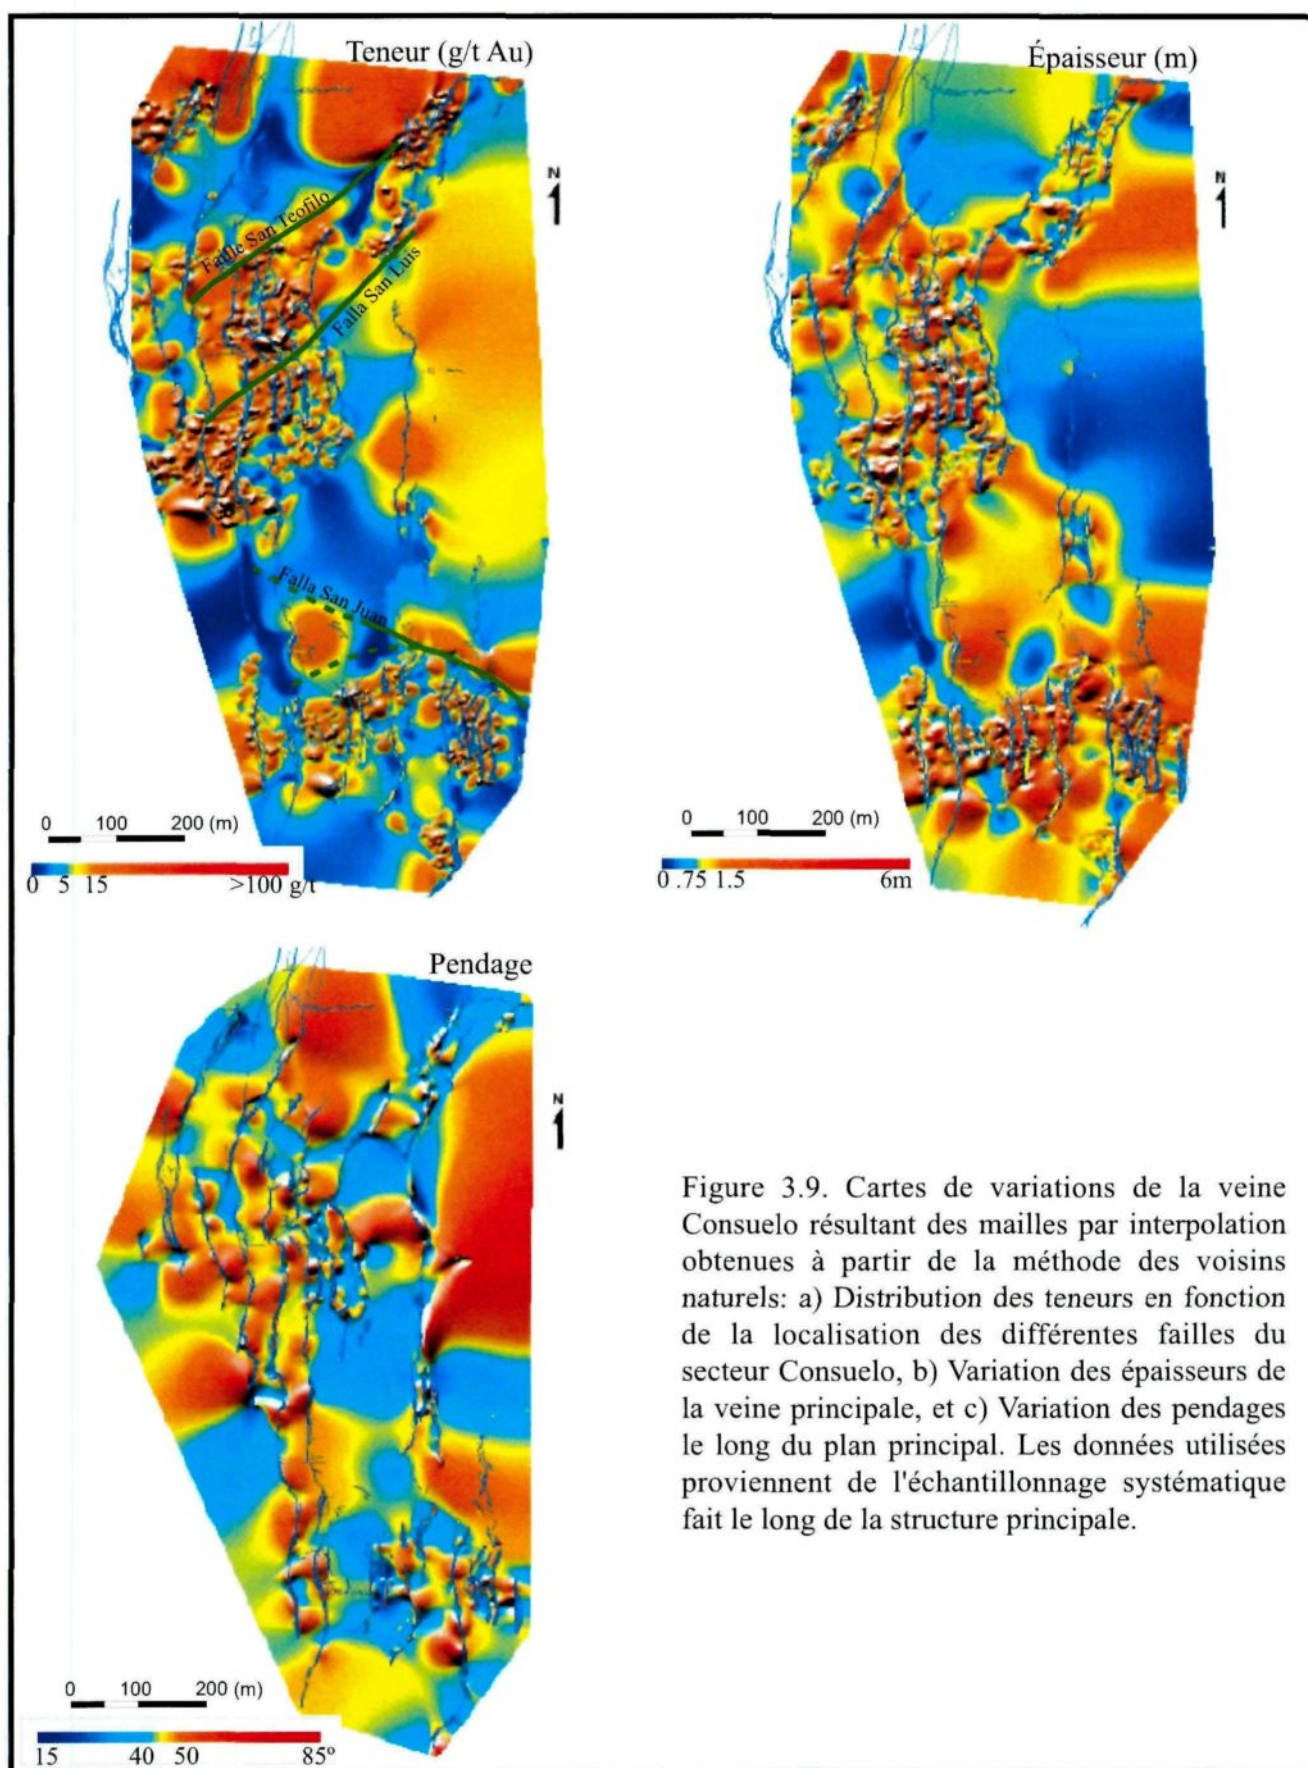 Teneur (g/t Au)
N
Faille San Teofilo
Falla San Luis
Falla San Juan
0 100 200 (m)
0 5 15 >100 g/t
Épaisseur (m)
N
0 100 200 (m)
0 .75 1.5 6m
Pendage
N
0 100 200 (m)
15 40 50 85º
Figure 3.9. Cartes de variations de la veine
Consuelo résultant des mailles par interpolation
obtenues à partir de la méthode des voisins
naturels: a) Distribution des teneurs en fonction
de la localisation des différentes failles du
secteur Consuelo, b) Variation des épaisseurs de
la veine principale, et c) Variation des pendages
le long du plan principal. Les données utilisées
proviennent de l'échantillonnage systématique
fait le long de la structure principale.